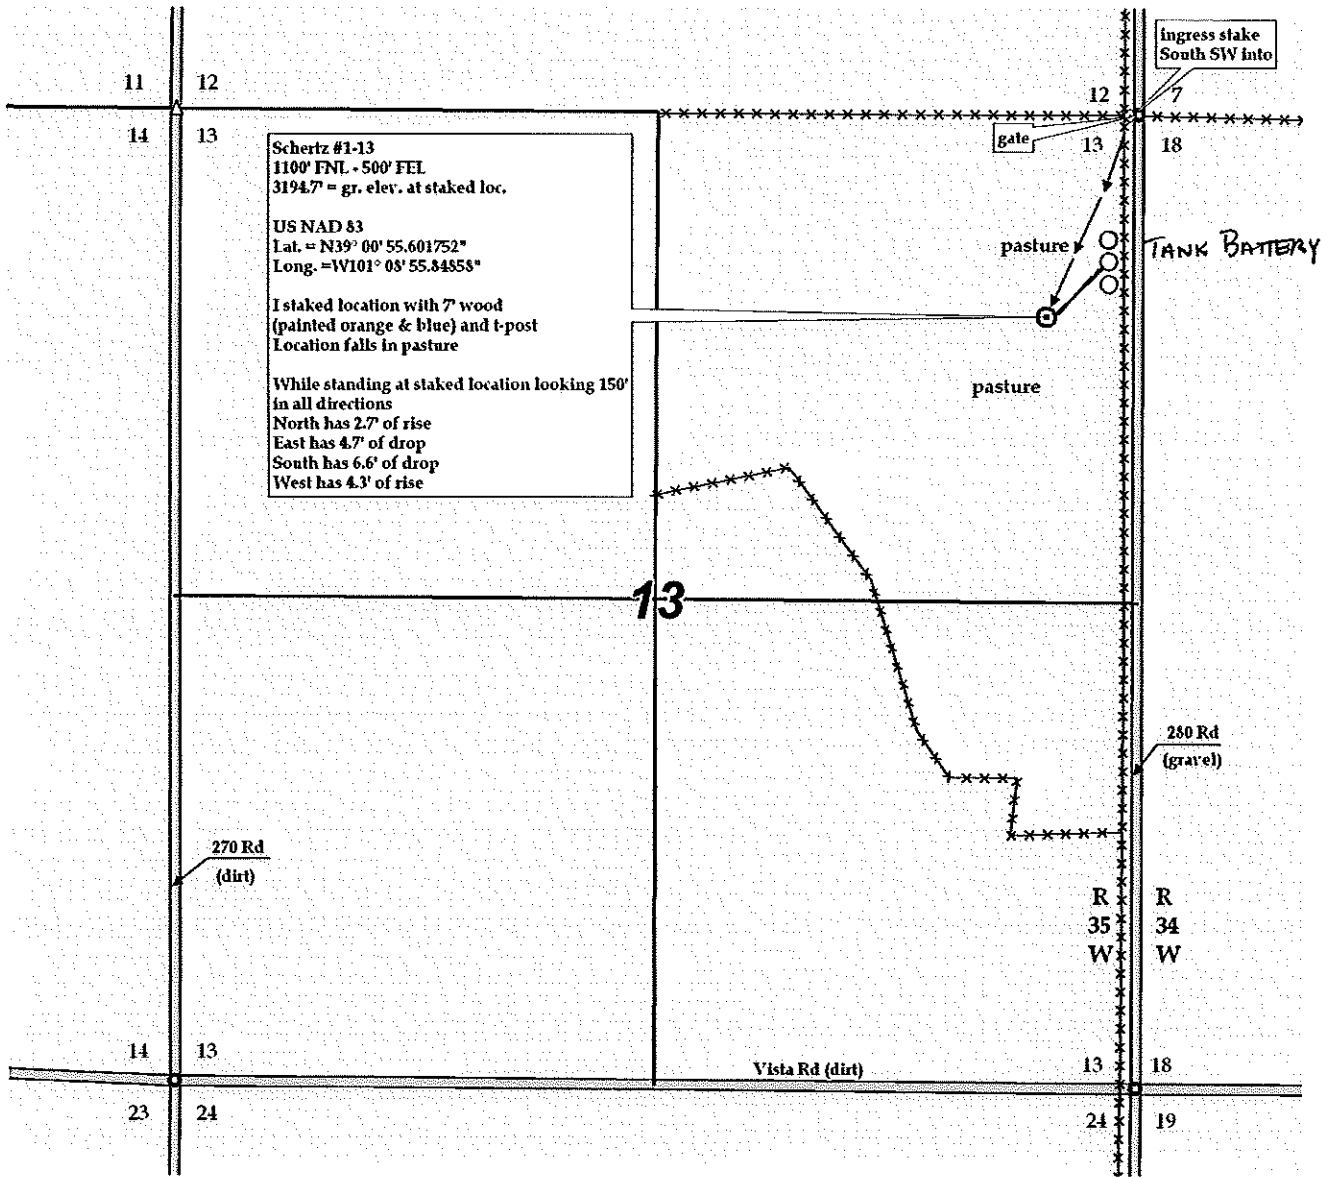 ingress stake
South SW into
11 12
12 7
14 13
gate
13 18
Schertz #1-13
1100' FNL - 500' FEL
3194.7' = gr. elev. at staked loc.
US NAD 83
Lat. = N39° 00' 55.601752"
Long. =W101° 08' 55.84858"
I staked location with 7' wood
(painted orange & blue) and t-post
Location falls in pasture
While standing at staked location looking 150'
in all directions
North has 2.7' of rise
East has 4.7' of drop
South has 6.6' of drop
West has 4.3' of rise
pasture
TANK BATTERY
pasture
13
280 Rd
(gravel)
270 Rd
(dirt)
R R
35 34
W W
14 13
Vista Rd (dirt)
13 18
23 24
24 19